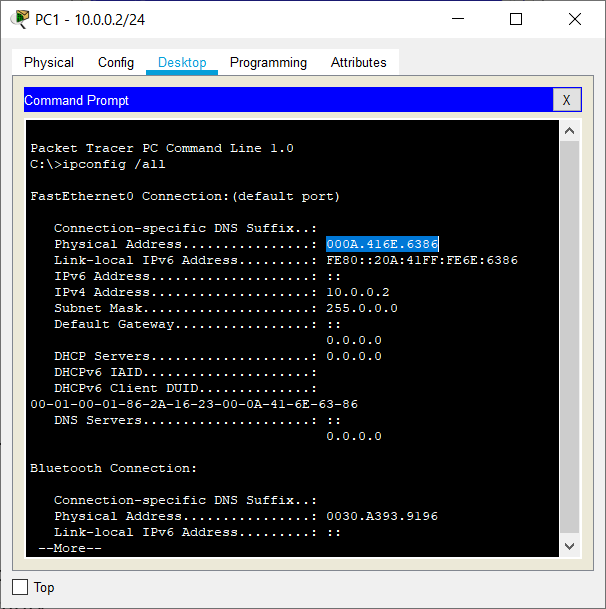 PC1 - 10.0.0.2/24
Physical Config Desktop Programming Attributes
Command Prompt X
Packet Tracer PC Command Line 1.0
C:\>ipconfig /all
FastEthernet0 Connection:(default port)
Connection-specific DNS Suffix..:
Physical Address................: 000A.416E.6386
Link-local IPv6 Address.........: FE80::20A:41FF:FE6E:6386
IPv6 Address....................: ::
IPv4 Address....................: 10.0.0.2
Subnet Mask.....................: 255.0.0.0
Default Gateway.................: ::
0.0.0.0
DHCP Servers....................: 0.0.0.0
DHCPv6 IAID.....................:
DHCPv6 Client DUID..............:
00-01-00-01-86-2A-16-23-00-0A-41-6E-63-86
DNS Servers.....................: ::
0.0.0.0
Bluetooth Connection:
Connection-specific DNS Suffix..:
Physical Address................: 0030.A393.9196
Link-local IPv6 Address.........: ::
--More--
Top